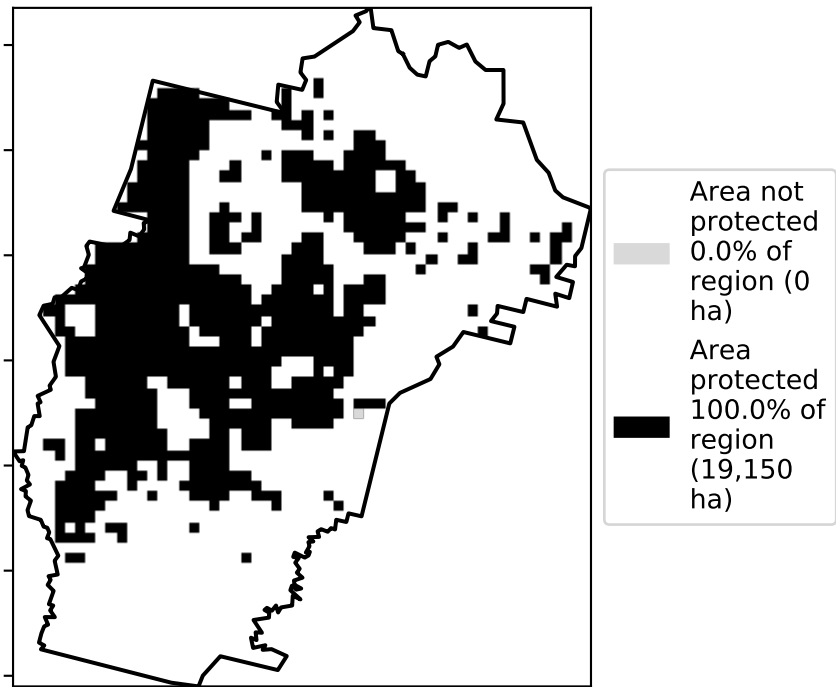 Area not
protected
0.0% of
region (0
ha)
Area
protected
100.0% of
region
(19,150
ha)